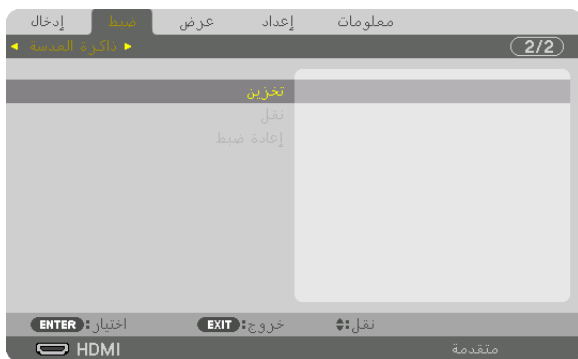 إدخال ضبط عرض إعداد معلومات
ذاكرة العدسة 2/2
تخزين
نقل
إعادة ضبط
ENTER :اختيار EXIT :خروج نقل:
HDMI متقدمة